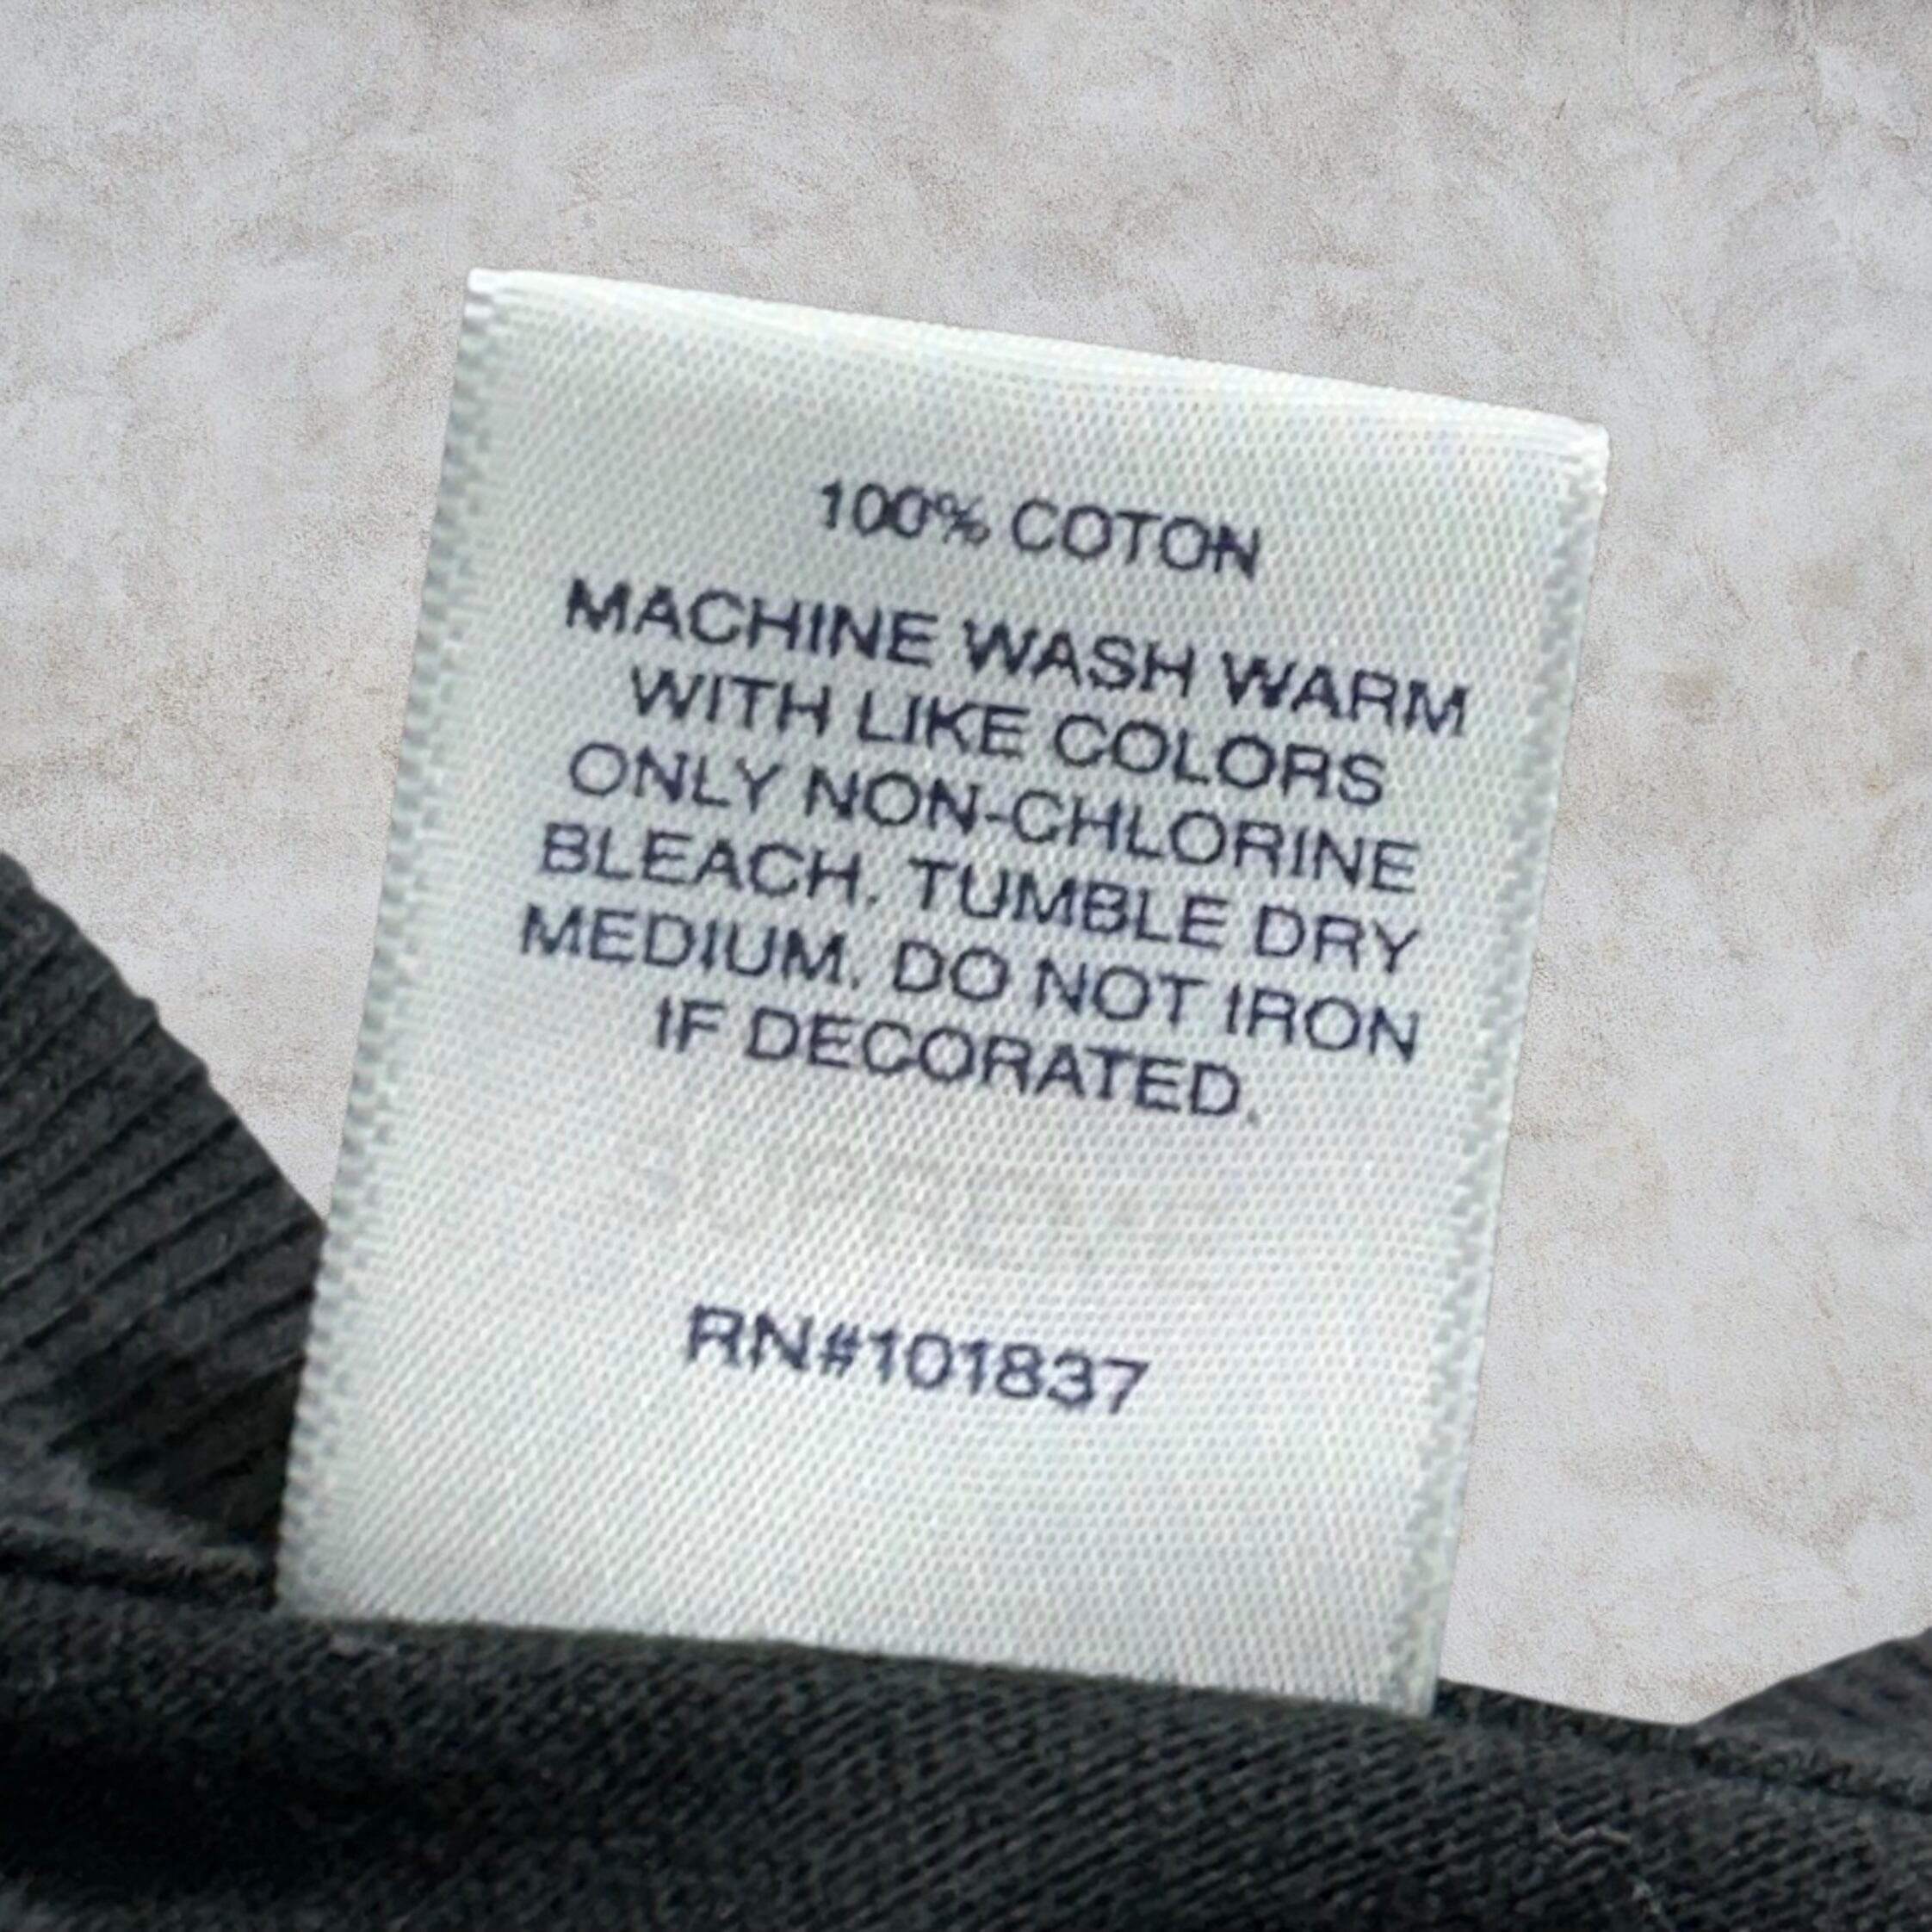 100% COTON
MACHINE WASH WARM
WITH LIKE COLORS
ONLY NON-CHLORINE
BLEACH. TUMBLE DRY
MEDIUM. DO NOT IRON
IF DECORATED.
RN#101837